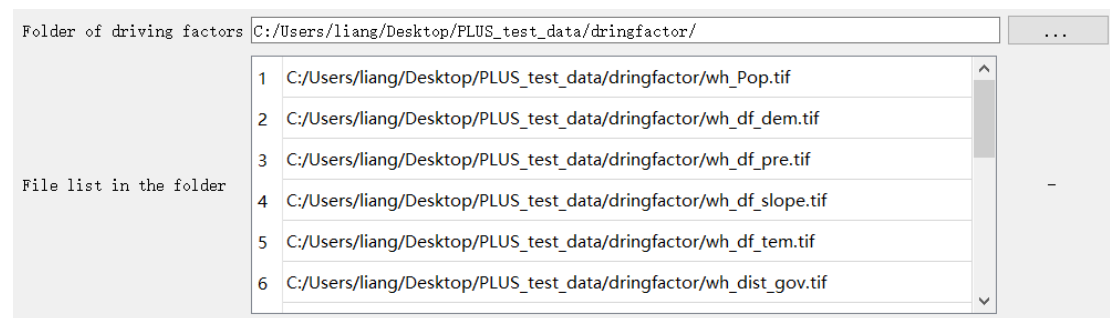 Folder of driving factors C:/Users/liang/Desktop/PLUS_test_data/dringfactor/ ...
1 C:/Users/liang/Desktop/PLUS_test_data/dringfactor/wh_Pop.tif
2 C:/Users/liang/Desktop/PLUS_test_data/dringfactor/wh_df_dem.tif
3 C:/Users/liang/Desktop/PLUS_test_data/dringfactor/wh_df_pre.tif
File list in the folder
4 C:/Users/liang/Desktop/PLUS_test_data/dringfactor/wh_df_slope.tif
5 C:/Users/liang/Desktop/PLUS_test_data/dringfactor/wh_df_tem.tif
6 C:/Users/liang/Desktop/PLUS_test_data/dringfactor/wh_dist_gov.tif
-